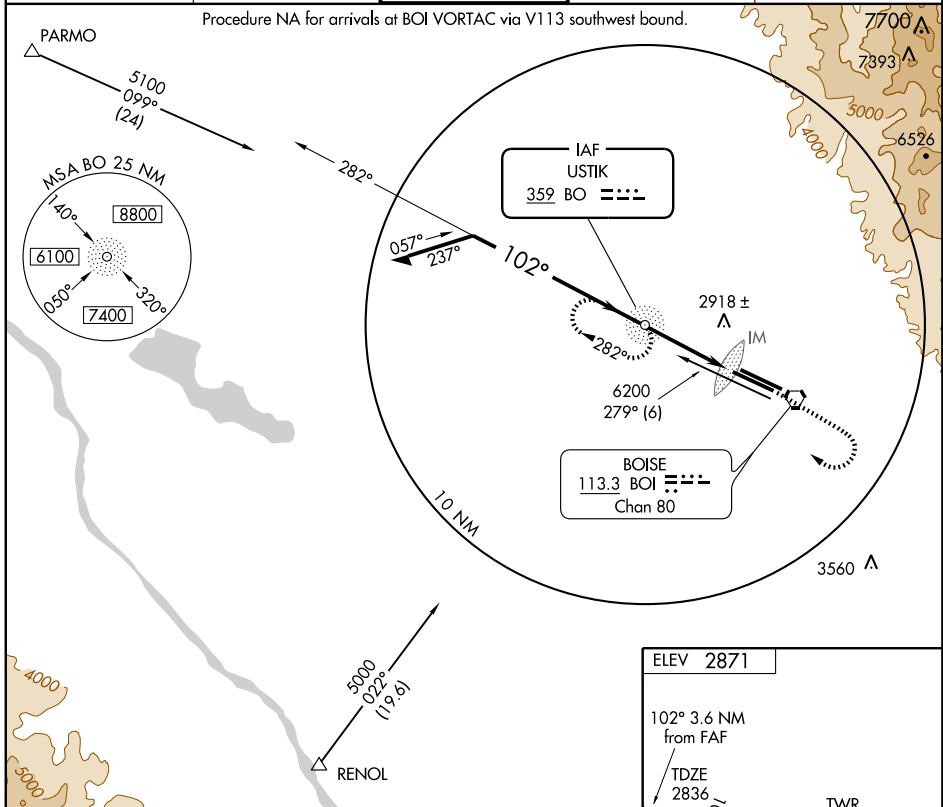 Procedure NA for arrivals at BOI VORTAC via V113 southwest bound.
PARMO
5100
099°
(24)
7700
7393
5000
4000
6526
282°
IAF
USTIK
359 BO
MSA BO 25 NM
140°
8800
6100
050°
320°
7400
057°
237°
102°
2918 ±
IM
282°
6200
279° (6)
BOISE
113.3 BOI
Chan 80
10 NM
3560
5000
022°
(19.6)
RENOL
4000
5000
ELEV 2871
102° 3.6 NM
from FAF
TDZE
2836
TWR